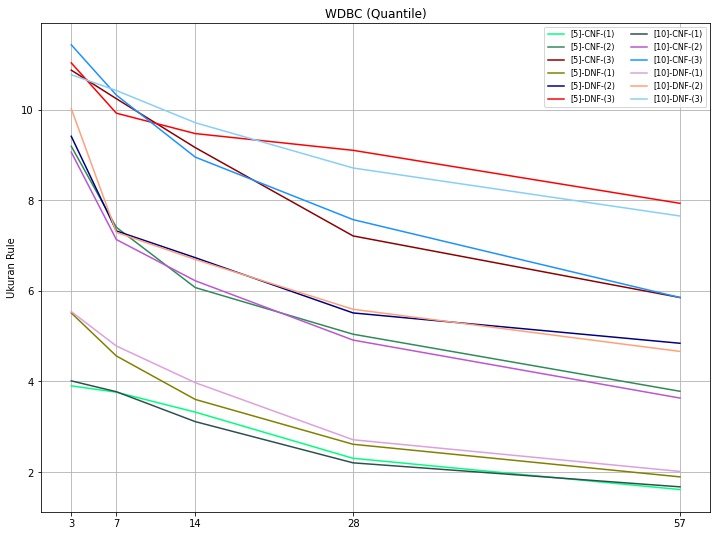 WDBC (Quantile)
[5]-CNF-(1) [10]-CNF-(1)
[5]-CNF-(2) [10]-CNF-(2)
[5]-CNF-(3) [10]-CNF-(3)
[5]-DNF-(1) [10]-DNF-(1)
[5]-DNF-(2) [10]-DNF-(2)
[5]-DNF-(3) [10]-DNF-(3)
10
8
6
4
2
Ukuran Rule
3 7 14 28 57